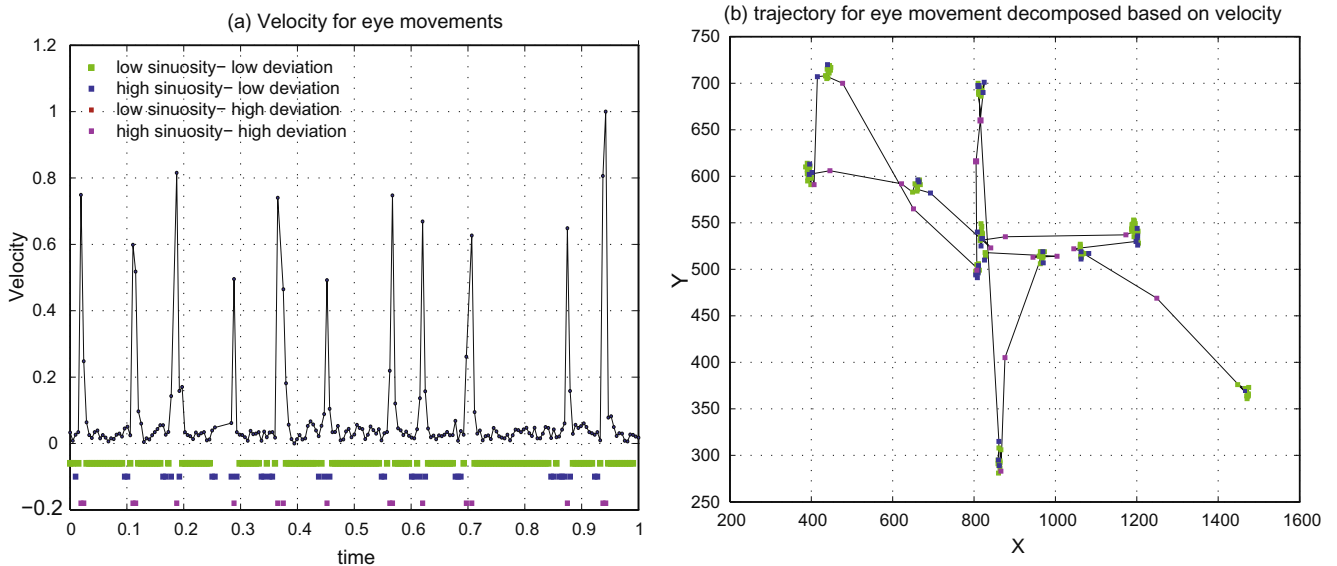 (a) Velocity for eye movements
1.2
1
0.8
0.6
0.4
0.2
0
−0.2
Velocity
low sinuosity− low deviation
high sinuosity− low deviation
low sinuosity− high deviation
high sinuosity− high deviation
0 0.1 0.2 0.3 0.4 0.5 0.6 0.7 0.8 0.9 1
time
(b) trajectory for eye movement decomposed based on velocity
750
700
650
600
550
500
450
400
350
300
250
Y
200 400 600 800 1000 1200 1400 1600
X